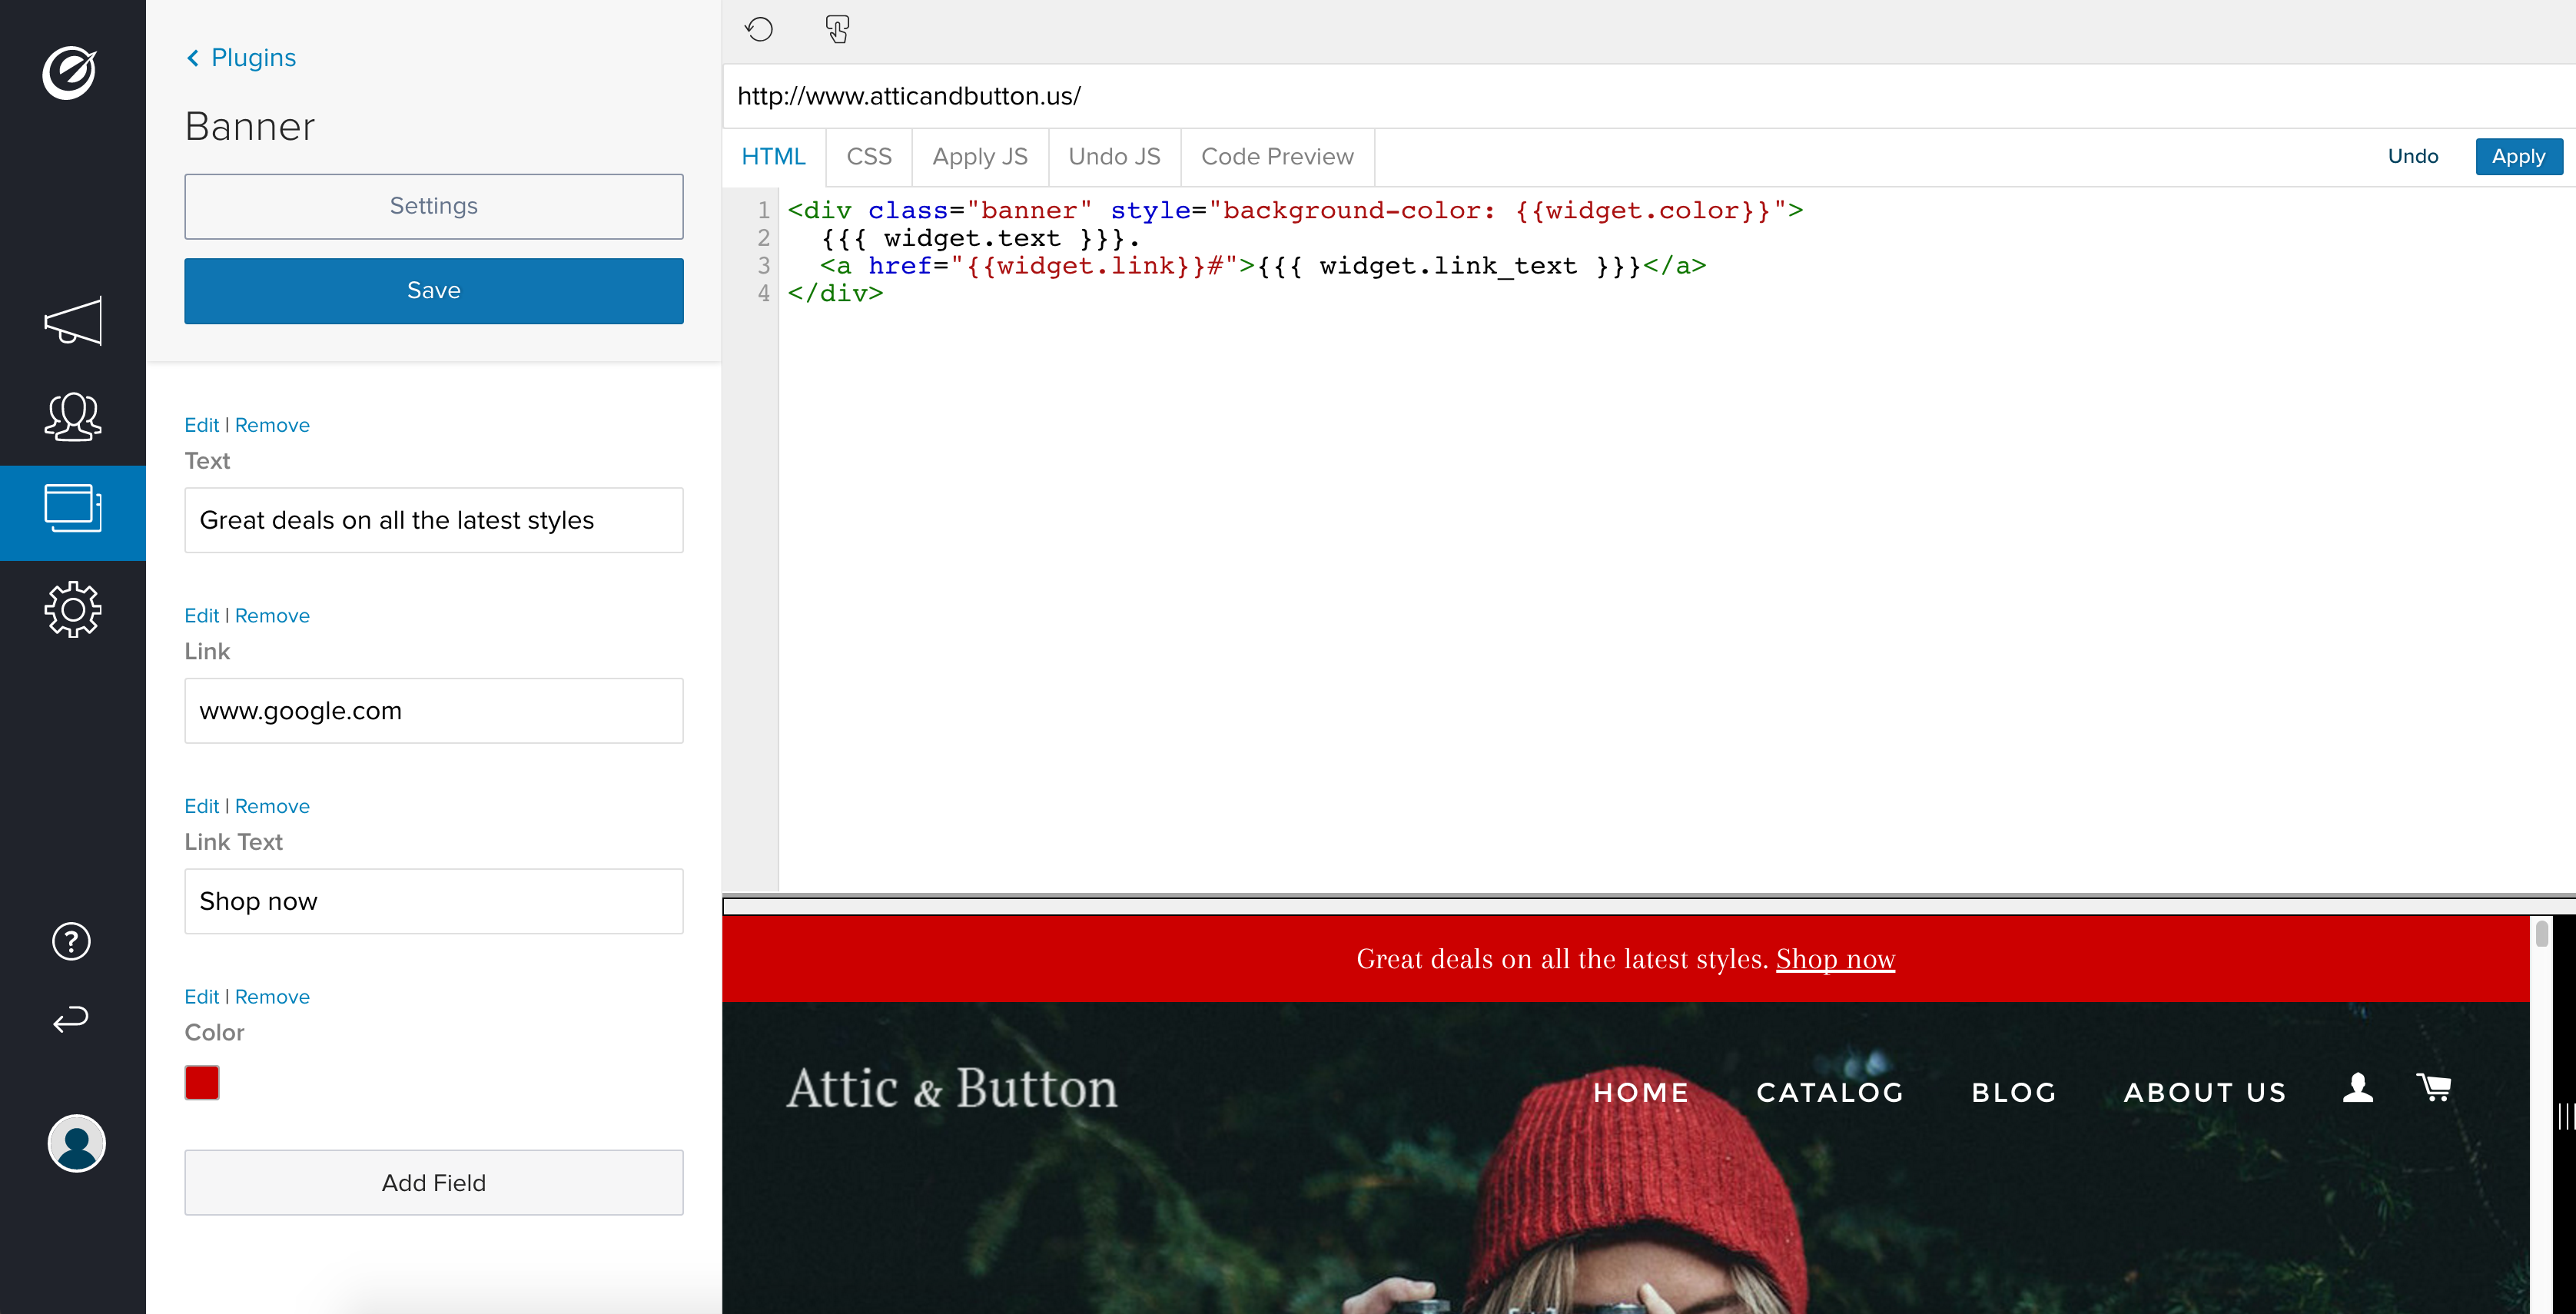 Plugins
Banner
Settings
Save
Edit | Remove
Text
Great deals on all the latest styles
Edit | Remove
Link
www.google.com
Edit | Remove
Link Text
Shop now
Edit | Remove
Color
Add Field
http://www.atticandbutton.us/
HTML CSS Apply JS Undo JS Code Preview Undo Apply
1 <div class="banner" style="background-color: {{widget.color}}">
2 {{{ widget.text }}}.
3 <a href="{{widget.link}}#">{{{ widget.link_text }}}</a>
4 </div>
Great deals on all the latest styles. Shop now
Attic & Button HOME CATALOG BLOG ABOUT US